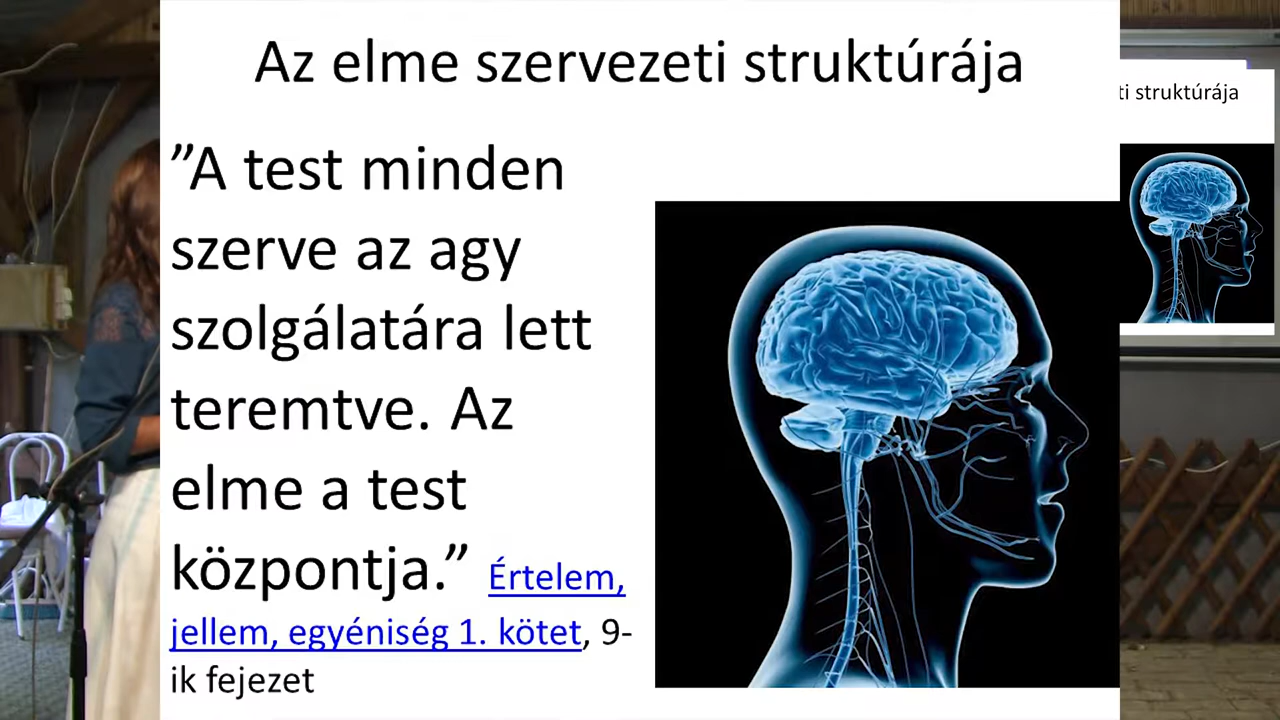 Az elme szervezeti struktúrája
”A test minden
szerve az agy
szolgálatára lett
teremtve. Az
elme a test
központja.” Értelem,
jellem, egyéniség 1. kötet, 9-
ik fejezet
ti struktúrája